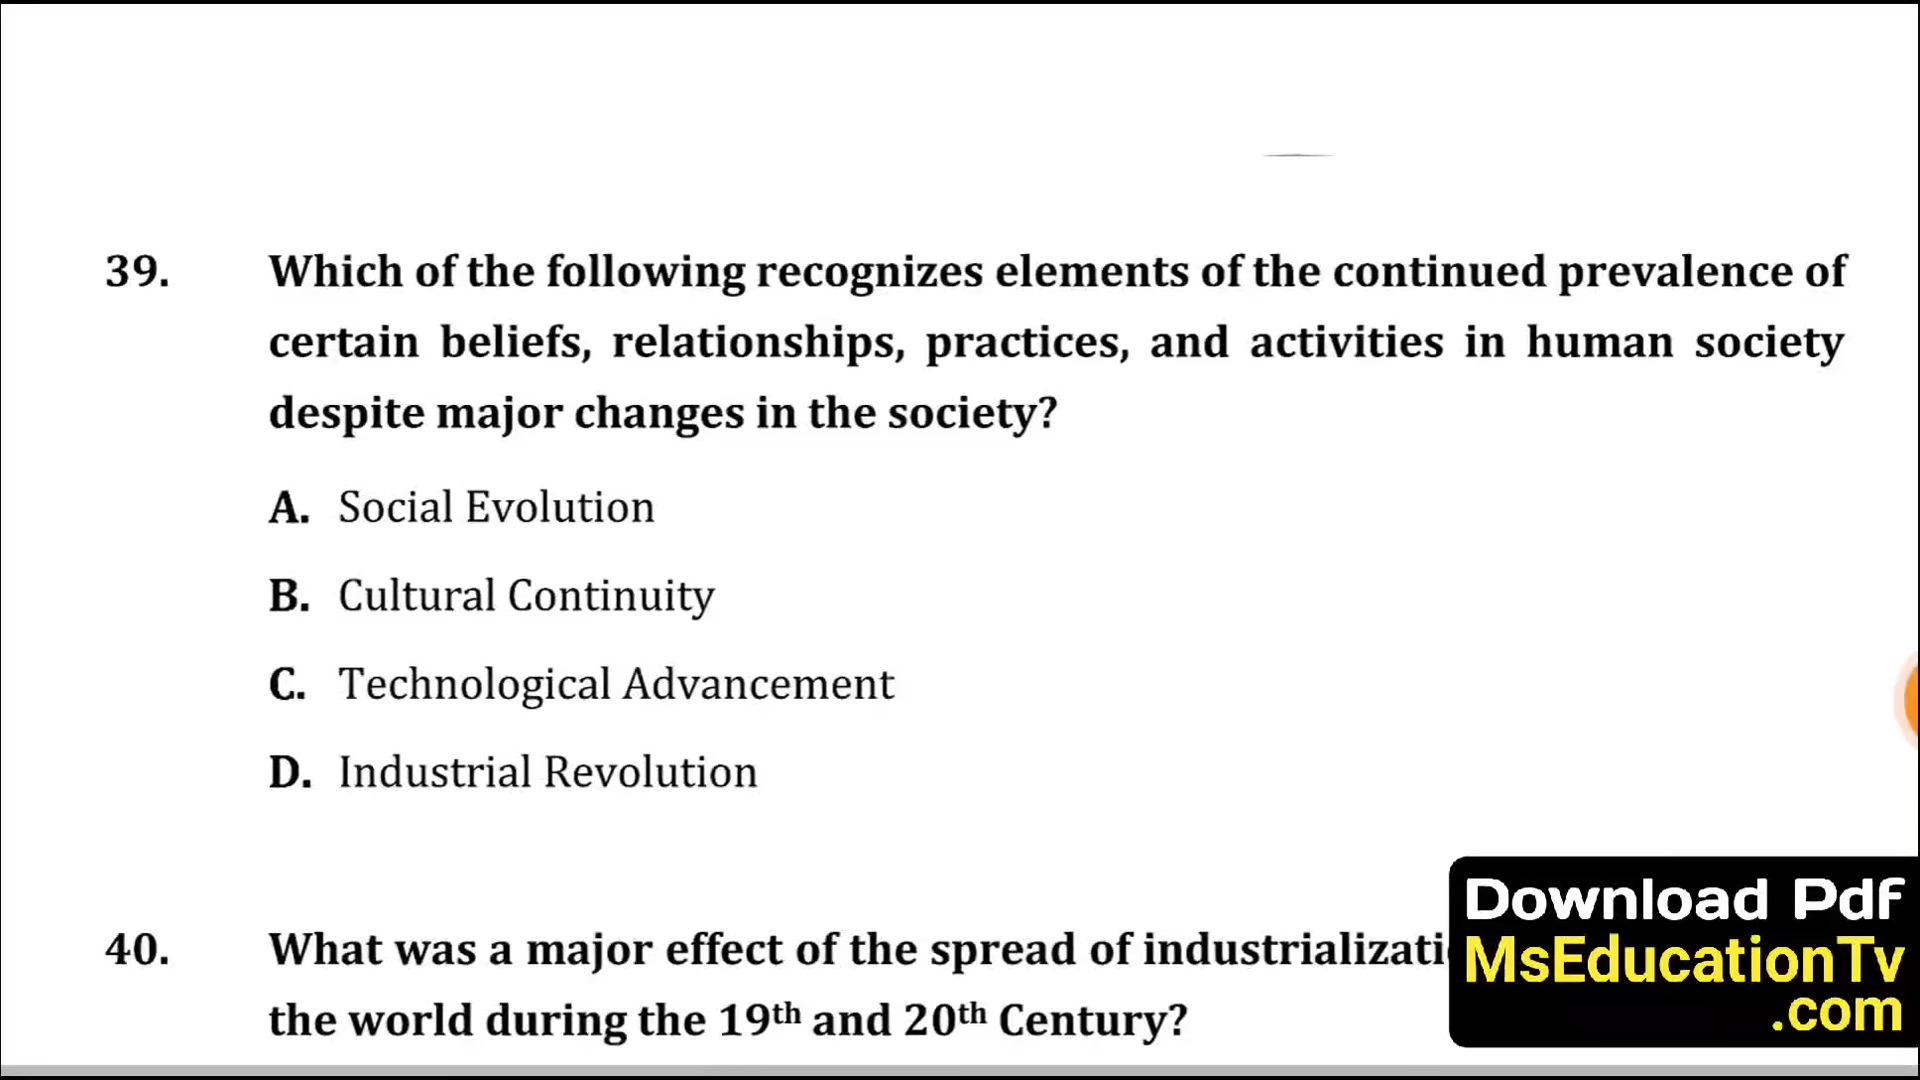 39. Which of the following recognizes elements of the continued prevalence of
certain beliefs, relationships, practices, and activities in human society
despite major changes in the society?
A. Social Evolution
B. Cultural Continuity
C. Technological Advancement
D. Industrial Revolution
40. What was a major effect of the spread of
the world during the 19th and 20th Century?
Download Pdf
MsEducationTv
.com